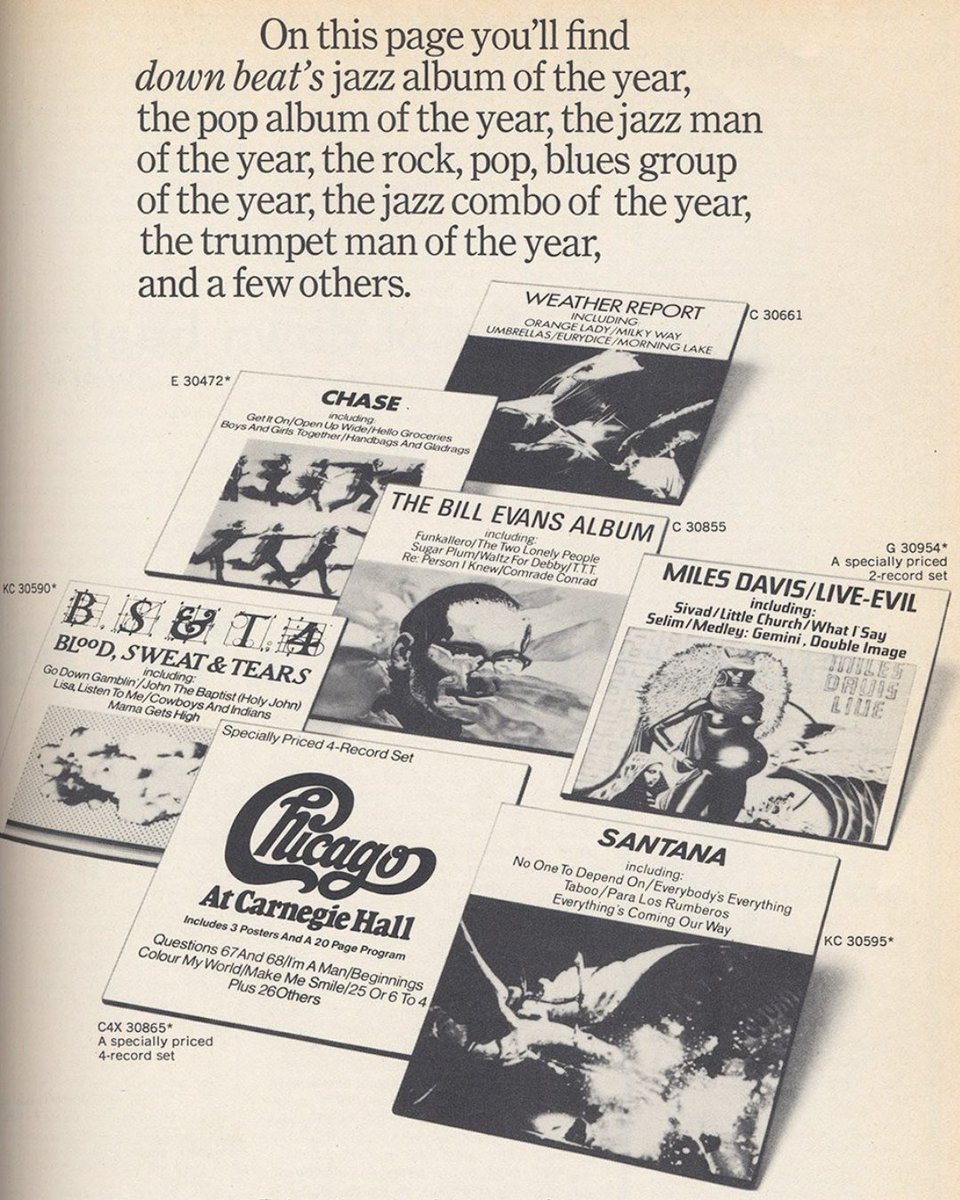 On this page you'll find
down beat's jazz album of the year,
the pop album of the year, the jazz man
of the year, the rock, pop, blues group
of the year, the jazz combo of the year,
the trumpet man of the year,
and a few others.
WEATHER REPORT
INCLUDING:
ORANGE LADY/MILKY WAY
UMBRELLAS/EURYDICE/MORNING LAKE
C 30661
E 30472*
CHASE
including:
Get It On/Open Up Wide/Hello Groceries
Boys And Girls Together/Handbags And Gladrags
THE BILL EVANS ALBUM
including:
Funkallero/The Two Lonely People
Sugar Plum/Waltz For Debby/T.T.T.
Re: Person I Knew/Comrade Conrad
C 30855
G 30954*
A specially priced
2-record set
MILES DAVIS/LIVE-EVIL
including:
Sivad/Little Church/What I Say
Selim/Medley: Gemini, Double Image
MILES
DAVIS
LIVE
KC 30590*
B. S & T. 4
BLOOD, SWEAT & TEARS
including:
Go Down Gamblin'/John The Baptist (Holy John)
Lisa, Listen To Me/Cowboys And Indians
Mama Gets High
Specially Priced 4-Record Set
Chicago
At Carnegie Hall
Includes 3 Posters And A 20 Page Program
Questions 67 And 68/I'm A Man/Beginnings
Colour My World/Make Me Smile/25 Or 6 To 4
Plus 26 Others
C4X 30865*
A specially priced
4-record set
SANTANA
including:
No One To Depend On/Everybody's Everything
Taboo/Para Los Rumberos
Everything's Coming Our Way
KC 30595*